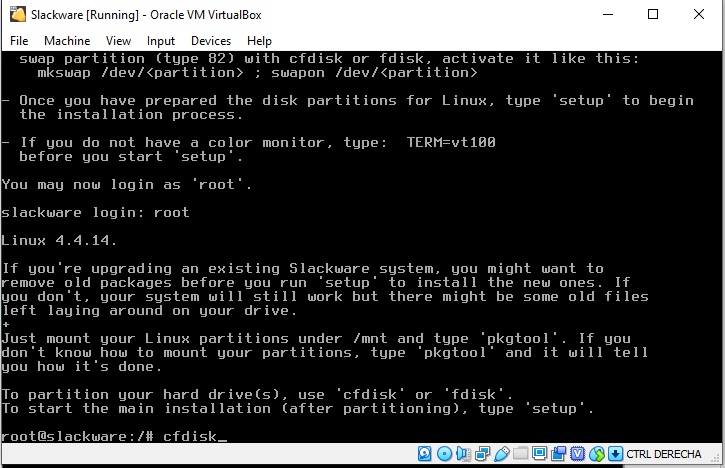 Slackware [Running] - Oracle VM VirtualBox
File Machine View Input Devices Help
swap partition (type 82) with cfdisk or fdisk, activate it like this:
mkswap /dev/<partition> ; swapon /dev/<partition>
- Once you have prepared the disk partitions for Linux, type 'setup' to begin
the installation process.
- If you do not have a color monitor, type:  TERM=vt100
before you start 'setup'.
You may now login as 'root'.
slackware login: root
Linux 4.4.14.
If you're upgrading an existing Slackware system, you might want to
remove old packages before you run 'setup' to install the new ones. If
you don't, your system will still work but there might be some old files
left laying around on your drive.
+
Just mount your Linux partitions under /mnt and type 'pkgtool'. If you
don't know how to mount your partitions, type 'pkgtool' and it will tell
you how it's done.
To partition your hard drive(s), use 'cfdisk' or 'fdisk'.
To start the main installation (after partitioning), type 'setup'.
root@slackware:/# cfdisk_
CTRL DERECHA